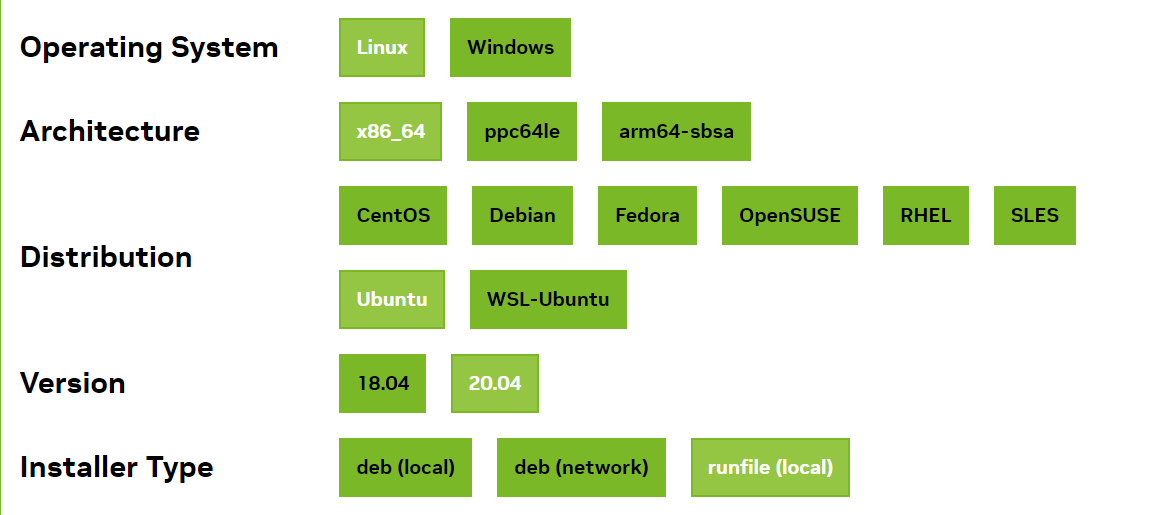 Operating System Linux Windows
Architecture x86_64 ppc64le arm64-sbsa
Distribution CentOS Debian Fedora OpenSUSE RHEL SLES
Ubuntu WSL-Ubuntu
Version 18.04 20.04
Installer Type deb (local) deb (network) runfile (local)